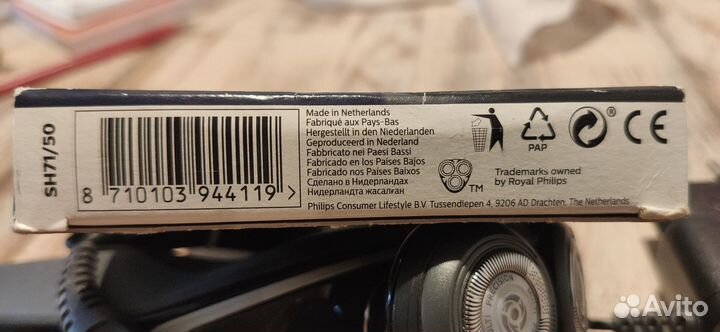 SH71/50
8 710103 944119 >
Made in Netherlands
Fabriqué aux Pays-Bas
Hergestellt in den Niederlanden
Geproduceerd in Nederland
Fabbricato nei Paesi Bassi
Fabricado en los Países Bajos
Fabricado nos Países Baixos
Сделано в Нидерландах
Нидерландта жасалған
Philips Consumer Lifestyle B.V. Tussendiepen 4, 9206 AD Drachten. The Netherlands
PAP
CE
TM
Trademarks owned
by Royal Philips
PRECISION
Avito